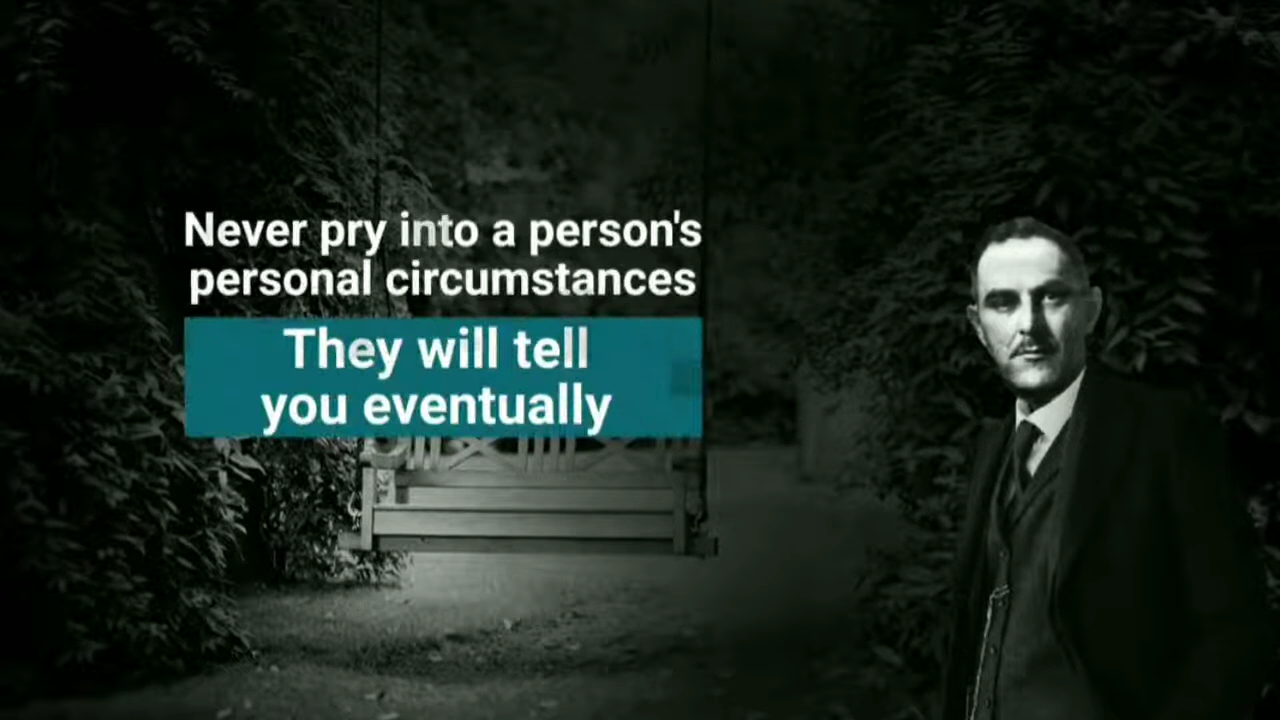 Never pry into a person's
personal circumstances
They will tell
you eventually